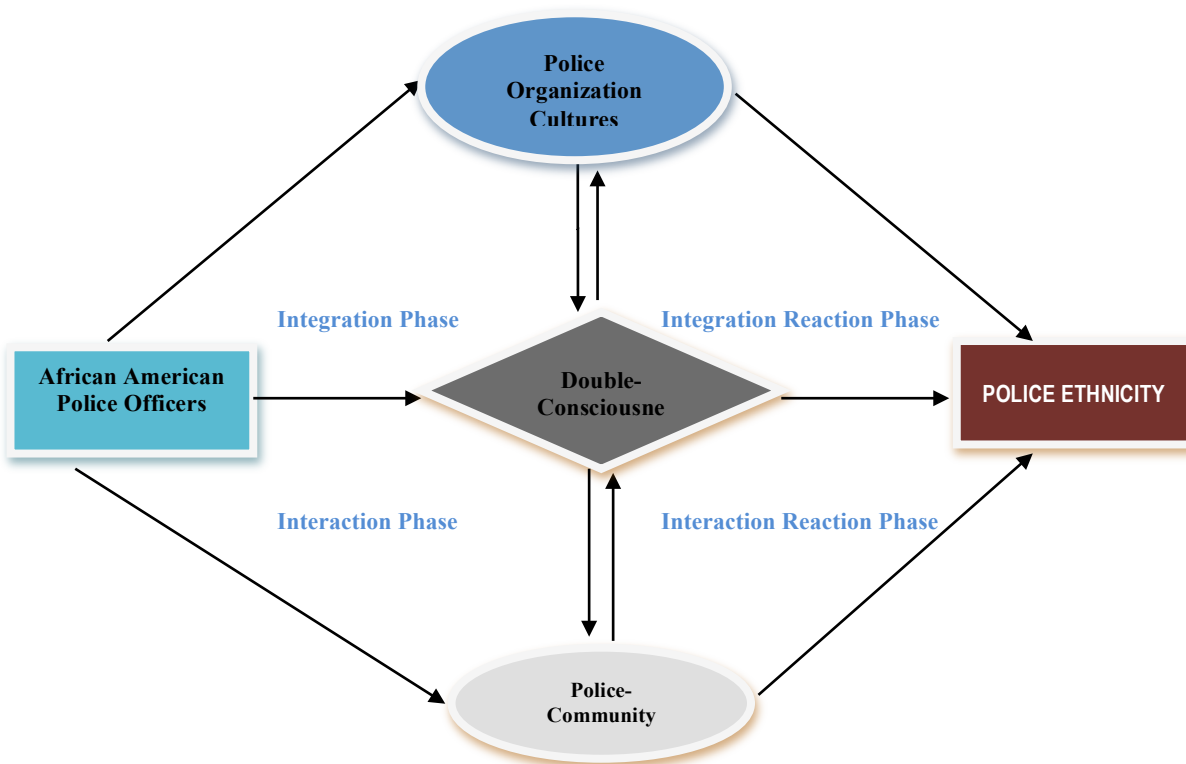 Police
Organization
Cultures
Integration Phase
Integration Reaction Phase
African American
Police Officers
Double-
Consciousne
POLICE ETHNICITY
Interaction Phase
Interaction Reaction Phase
Police-
Community